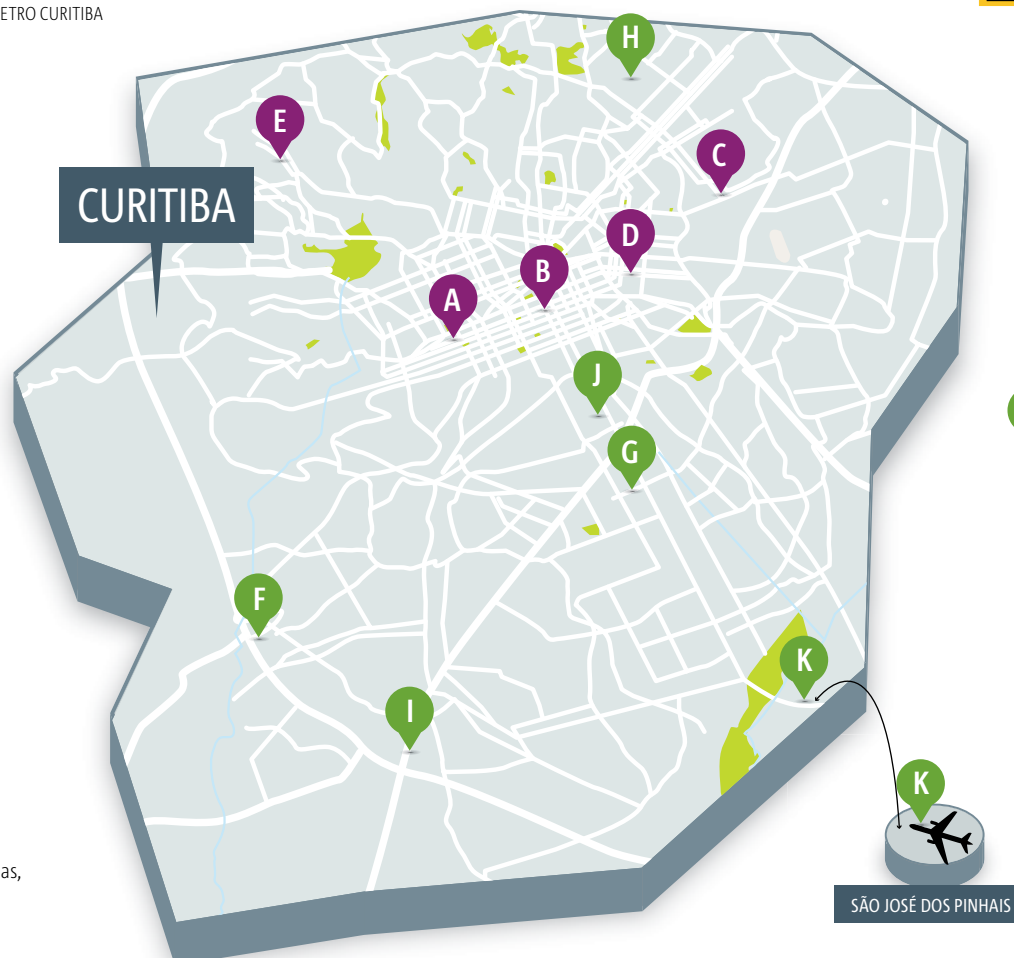 ETRO CURITIBA
H
E
C
CURITIBA
D
B
A
J
G
F
K
I
K
as,
SÃO JOSÉ DOS PINHAIS